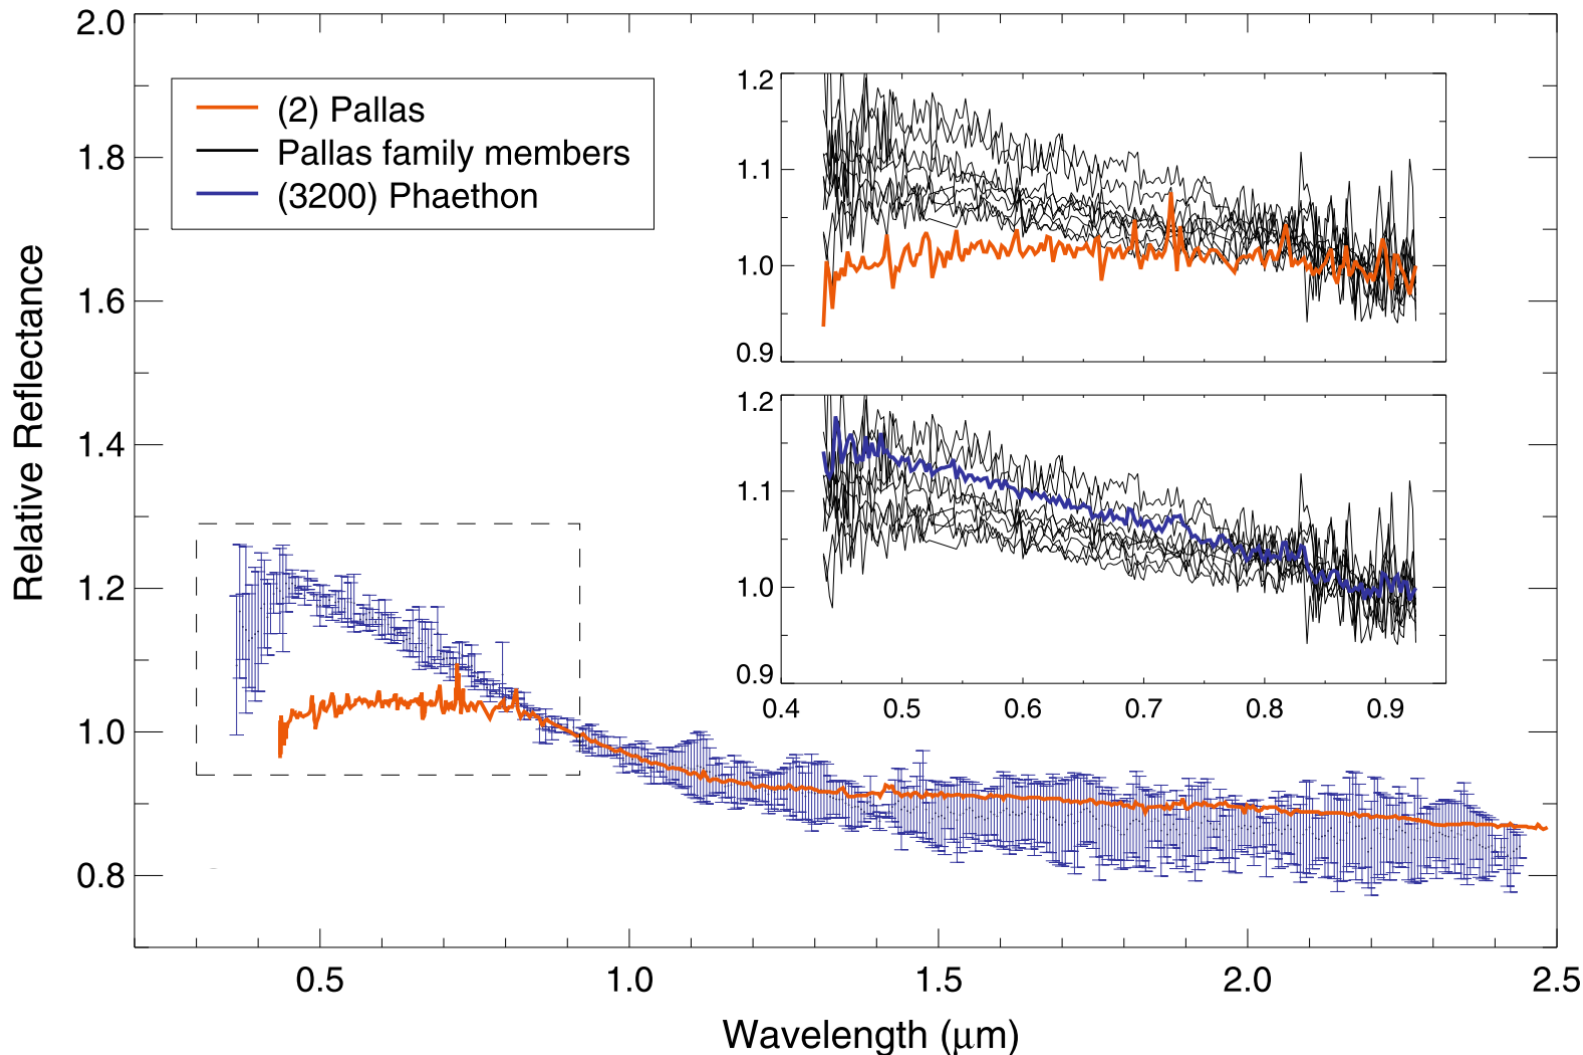 Relative Reflectance
2.0
1.8
1.6
1.4
1.2
1.0
0.8
(2) Pallas
Pallas family members
(3200) Phaethon
1.2
1.1
1.0
0.9
1.2
1.1
1.0
0.9
0.4 0.5 0.6 0.7 0.8 0.9
0.5 1.0 1.5 2.0 2.5
Wavelength (μm)